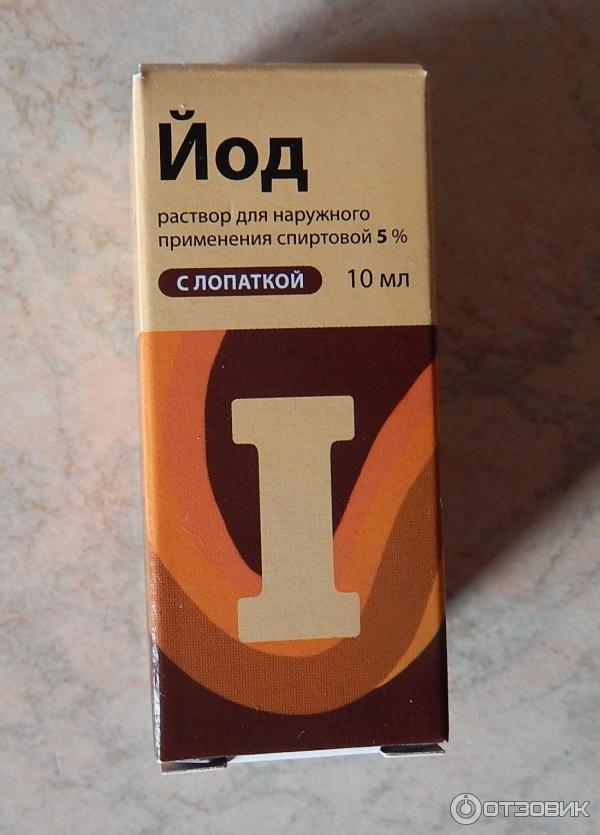 Йод
раствор для наружного
применения спиртовой 5 %
С ЛОПАТКОЙ 10 мл
I
ОТЗОВИК